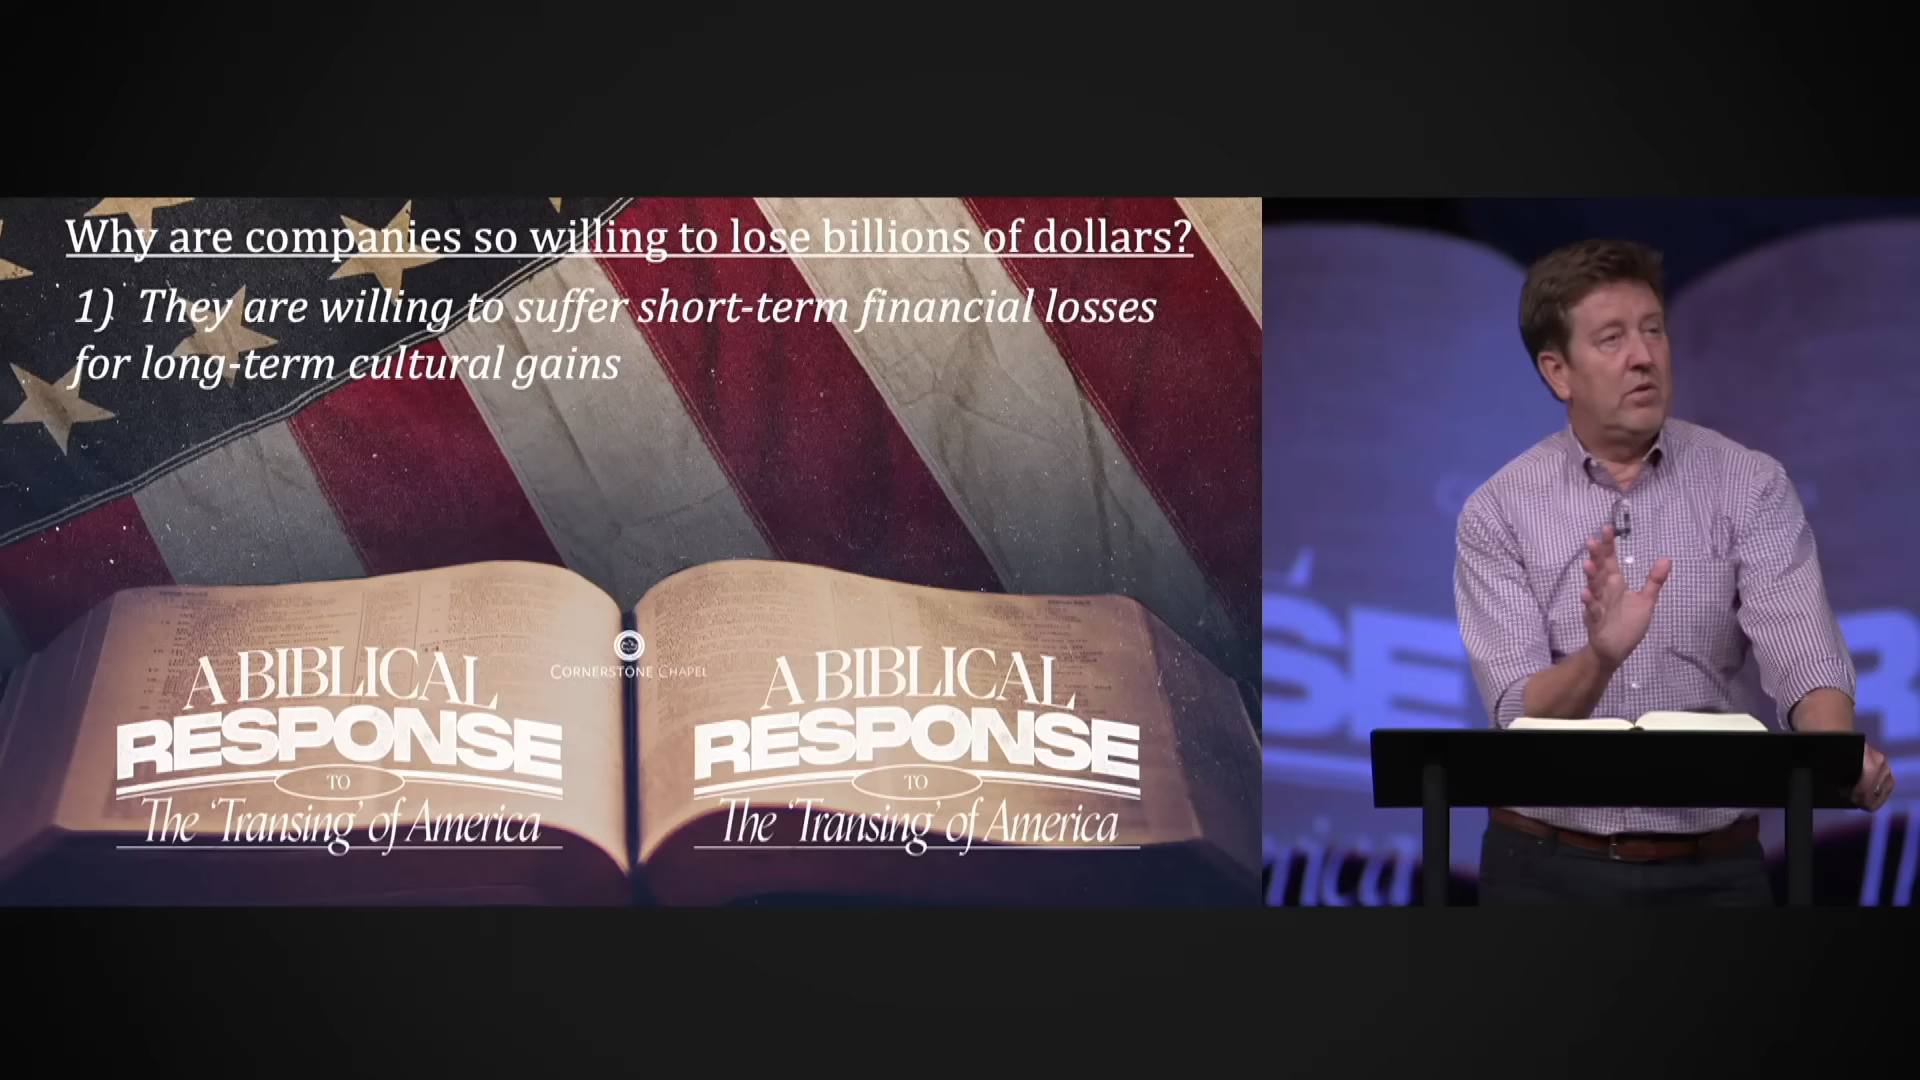 Why are companies so willing to lose billions of dollars?
1) They are willing to suffer short-term financial losses
for long-term cultural gains
CORNERSTONE CHAPEL
A BIBLICAL
RESPONSE
TO
The 'Transing' of America
A BIBLICAL
RESPONSE
TO
The 'Transing' of America
SE
R
rica